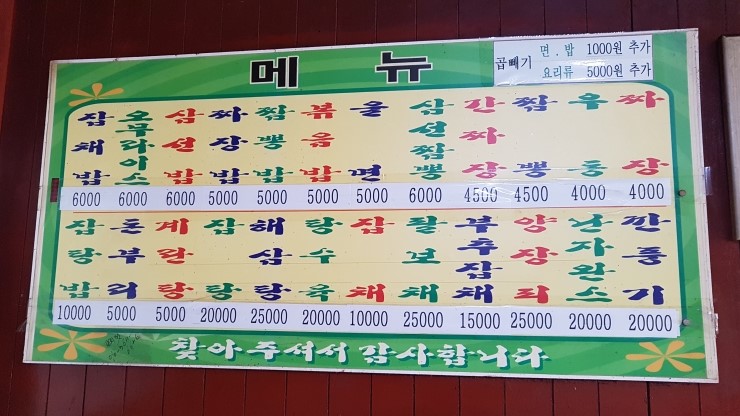 메뉴
곱빼기
면 . 밥 1000원 추가
요리류 5000원 추가
잡채밥
오무라이스
삼선밥
짜장밥
짬뽕밥
볶음밥
울면
삼선짬뽕
간짜장
짬뽕
우동
짜장
6000 6000 6000 5000 5000 5000 5000 6000 4500 4500 4000 4000
잡탕밥
돈부리
계란탕
잡탕
해삼탕
탕수육
잡채
팔보채
부추잡채
양장피
난자완스
깐풍기
10000 5000 5000 20000 25000 20000 10000 25000 15000 25000 20000 20000
찾아주셔서 감사합니다